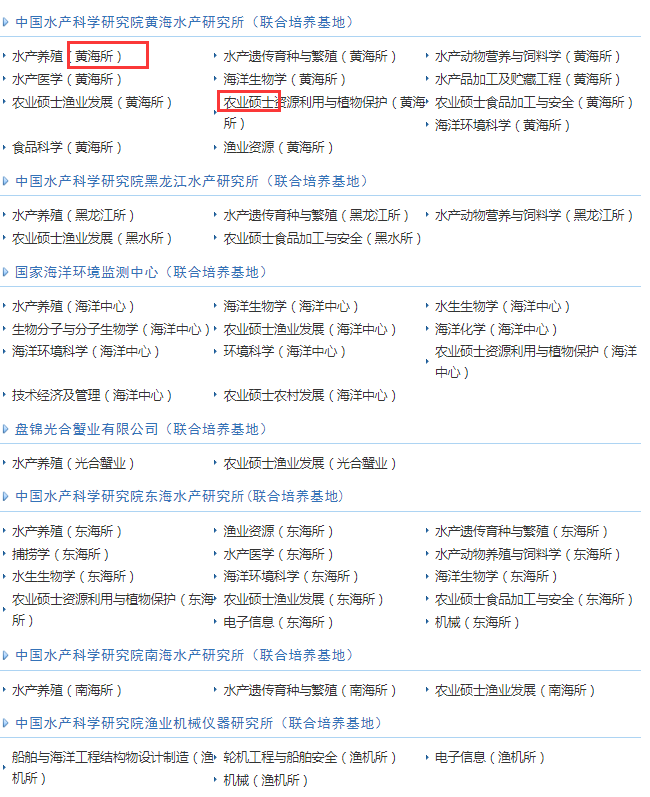 中国水产科学研究院黄海水产研究所（联合培养基地）
水产养殖（黄海所）
水产遗传育种与繁殖（黄海所）
水产动物营养与饲料学（黄海所）
水产医学（黄海所）
海洋生物学（黄海所）
水产品加工及贮藏工程（黄海所）
农业硕士渔业发展（黄海所）
农业硕士资源利用与植物保护（黄海
所）
农业硕士食品加工与安全（黄海所）
海洋环境科学（黄海所）
食品科学（黄海所）
渔业资源（黄海所）
中国水产科学研究院黑龙江水产研究所（联合培养基地）
水产养殖（黑龙江所）
水产遗传育种与繁殖（黑龙江所）
水产动物营养与饲料学（黑龙江所）
农业硕士渔业发展（黑水所）
农业硕士食品加工与安全（黑水所）
国家海洋环境监测中心（联合培养基地）
水产养殖（海洋中心）
海洋生物学（海洋中心）
水生生物学（海洋中心）
生物分子与分子生物学（海洋中心）
农业硕士渔业发展（海洋中心）
海洋化学（海洋中心）
海洋环境科学（海洋中心）
环境科学（海洋中心）
农业硕士资源利用与植物保护（海洋
中心）
技术经济及管理（海洋中心）
农业硕士农村发展（海洋中心）
盘锦光合蟹业有限公司（联合培养基地）
水产养殖（光合蟹业）
农业硕士渔业发展（光合蟹业）
中国水产科学研究院东海水产研究所(联合培养基地)
水产养殖（东海所）
渔业资源（东海所）
水产遗传育种与繁殖（东海所）
捕捞学（东海所）
水产医学（东海所）
水产动物养殖与饲料学（东海所）
水生生物学（东海所）
海洋环境科学（东海所）
海洋生物学（东海所）
农业硕士资源利用与植物保护（东海
所）
农业硕士渔业发展（东海所）
农业硕士食品加工与安全（东海所）
电子信息（东海所）
机械（东海所）
中国水产科学研究院南海水产研究所（联合培养基地）
水产养殖（南海所）
水产遗传育种与繁殖（南海所）
农业硕士渔业发展（南海所）
中国水产科学研究院渔业机械仪器研究所（联合培养基地）
船舶与海洋工程结构物设计制造（渔
机所）
轮机工程与船舶安全（渔机所）
电子信息（渔机所）
机械（渔机所）